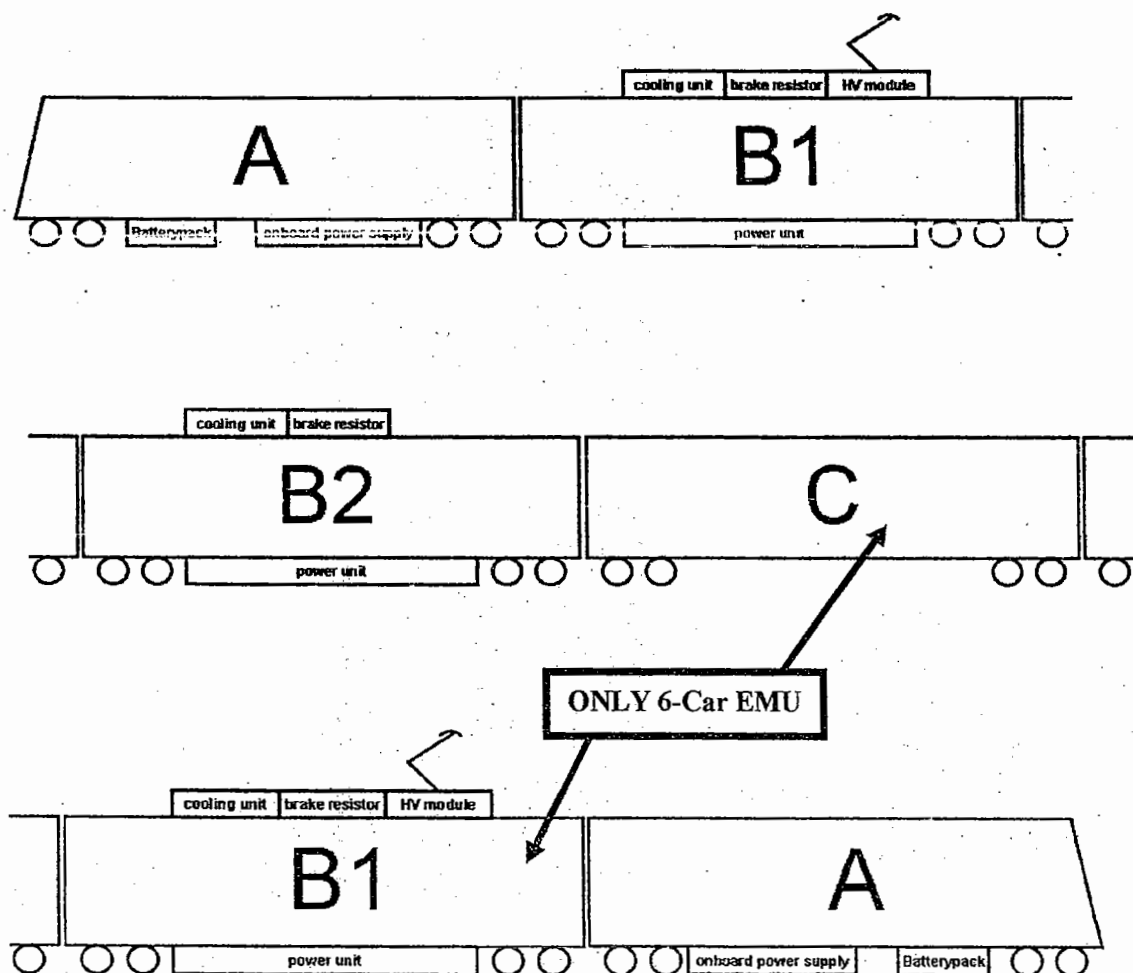 cooling unit brake resistor HV module
A B1
Batterypack onboard power supply power unit
cooling unit brake resistor
B2 C
power unit
ONLY 6-Car EMU
cooling unit brake resistor HV module
B1 A
power unit onboard power supply Batterypack